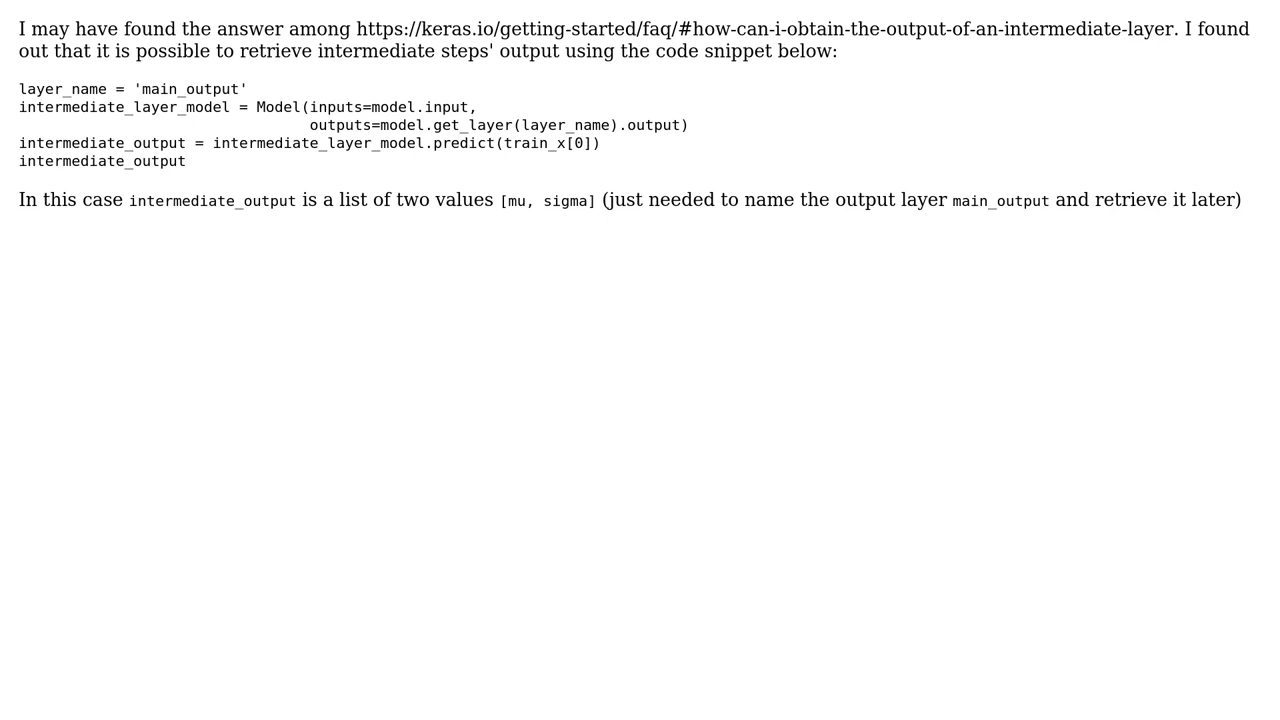 I may have found the answer among https://keras.io/getting-started/faq/#how-can-i-obtain-the-output-of-an-intermediate-layer. I found
out that it is possible to retrieve intermediate steps' output using the code snippet below:
layer_name = 'main_output'
intermediate_layer_model = Model(inputs=model.input,
                                 outputs=model.get_layer(layer_name).output)
intermediate_output = intermediate_layer_model.predict(train_x[0])
intermediate_output
In this case intermediate_output is a list of two values [mu, sigma] (just needed to name the output layer main_output and retrieve it later)